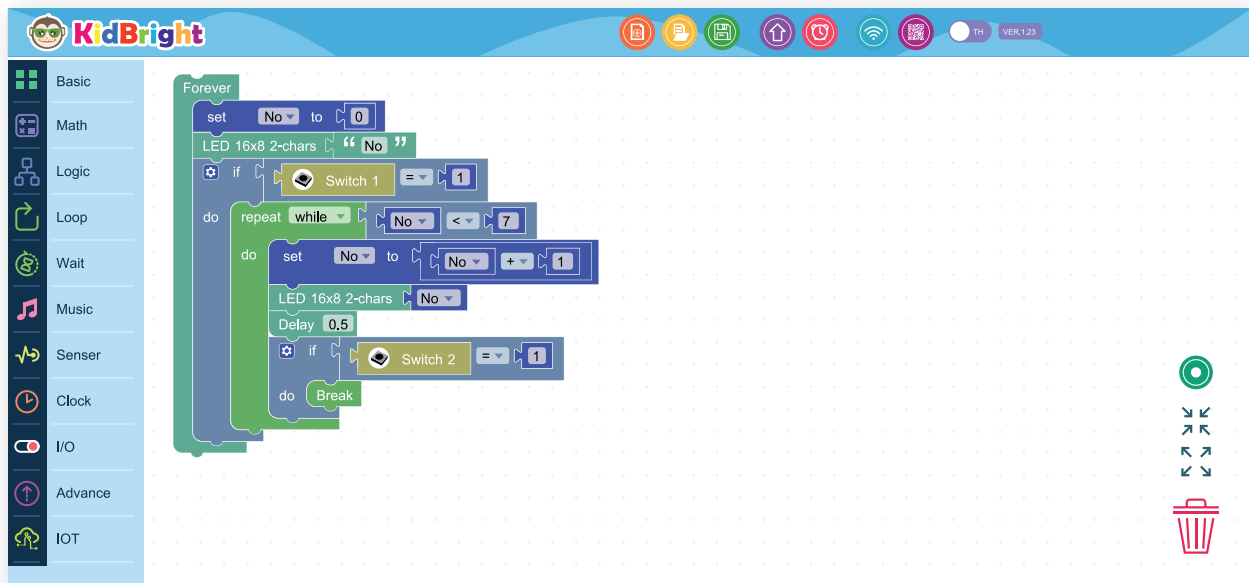 KidBright
TH
VER.1.23
Basic
Math
Logic
Loop
Wait
Music
Senser
Clock
I/O
Advance
IOT
Forever
set No to 0
LED 16x8 2-chars “ No ”
if Switch 1 = 1
do repeat while No < 7
do set No to No + 1
LED 16x8 2-chars No
Delay 0.5
if Switch 2 = 1
do Break